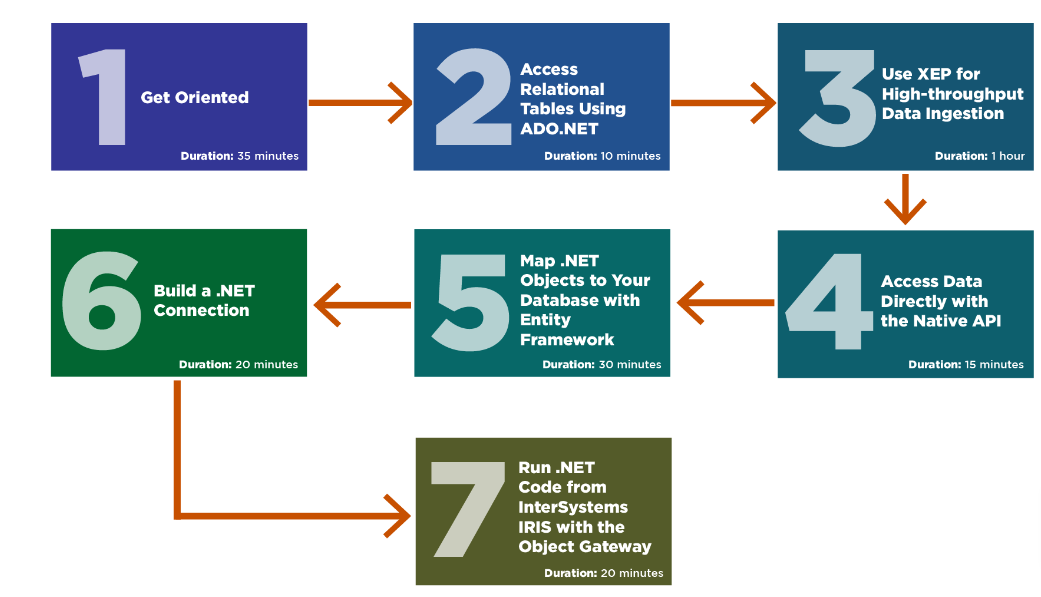 1
Get Oriented
Duration: 35 minutes
2
Access
Relational
Tables Using
ADO.NET
Duration: 10 minutes
3
Use XEP for
High-throughput
Data Ingestion
Duration: 1 hour
4
Access Data
Directly with
the Native API
Duration: 15 minutes
5
Map .NET
Objects to Your
Database with
Entity
Framework
Duration: 30 minutes
6
Build a .NET
Connection
Duration: 20 minutes
7
Run .NET
Code from
InterSystems
IRIS with the
Object Gateway
Duration: 20 minutes